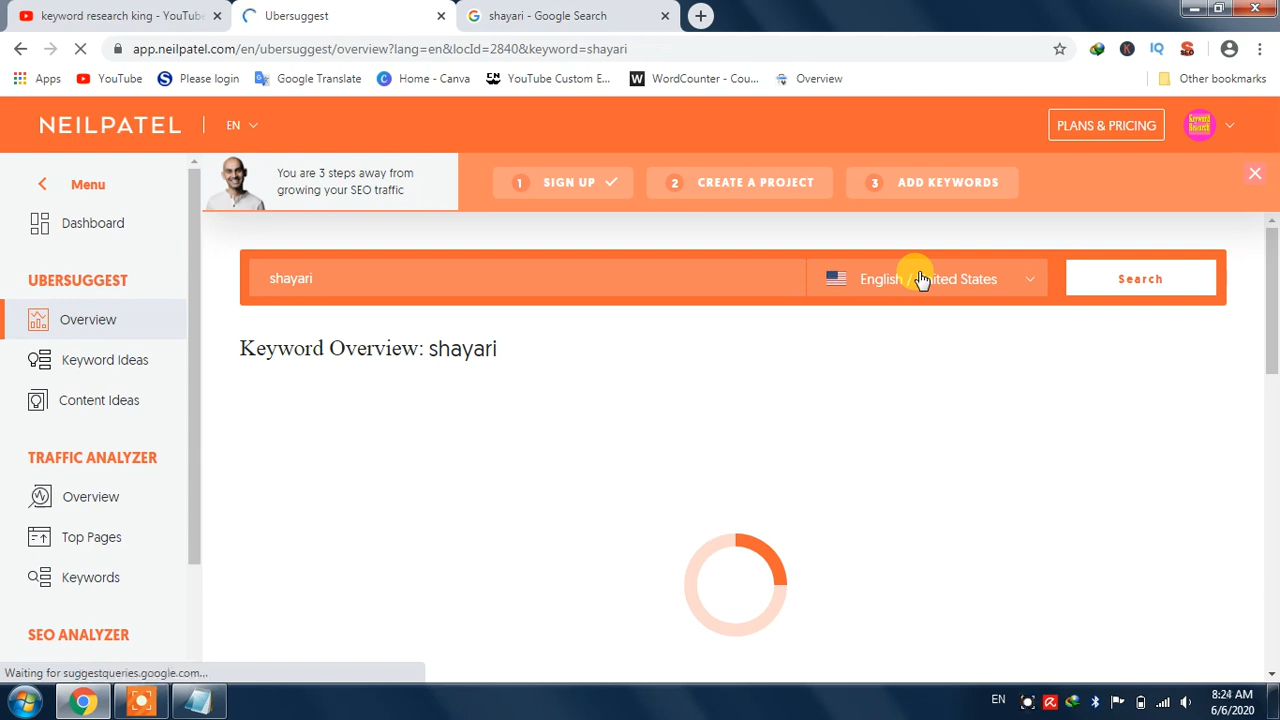 keyword research king - YouTube
Ubersuggest
shayari - Google Search
app.neilpatel.com/en/ubersuggest/overview?lang=en&locId=2840&keyword=shayari
Apps
YouTube
Please login
Google Translate
Home - Canva
YouTube Custom E...
WordCounter - Cou...
Overview
Other bookmarks
NEILPATEL
EN
PLANS & PRICING
Menu
You are 3 steps away from
growing your SEO traffic
1 SIGN UP
2 CREATE A PROJECT
3 ADD KEYWORDS
Dashboard
UBERSUGGEST
Overview
Keyword Ideas
Content Ideas
TRAFFIC ANALYZER
Overview
Top Pages
Keywords
SEO ANALYZER
shayari
English / United States
Search
Keyword Overview: shayari
Waiting for suggestqueries.google.com...
EN
8:24 AM
6/6/2020